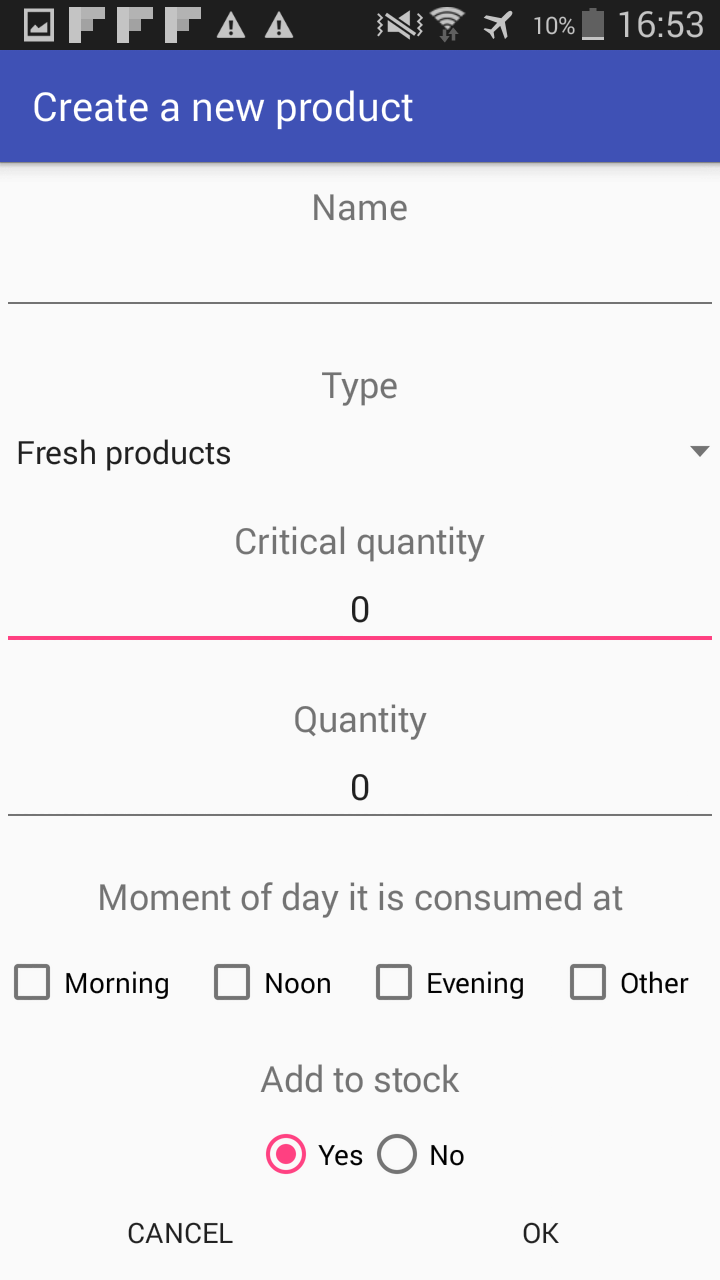 10% 16:53
Create a new product
Name
Type
Fresh products
Critical quantity
0
Quantity
0
Moment of day it is consumed at
Morning Noon Evening Other
Add to stock
Yes No
CANCEL OK